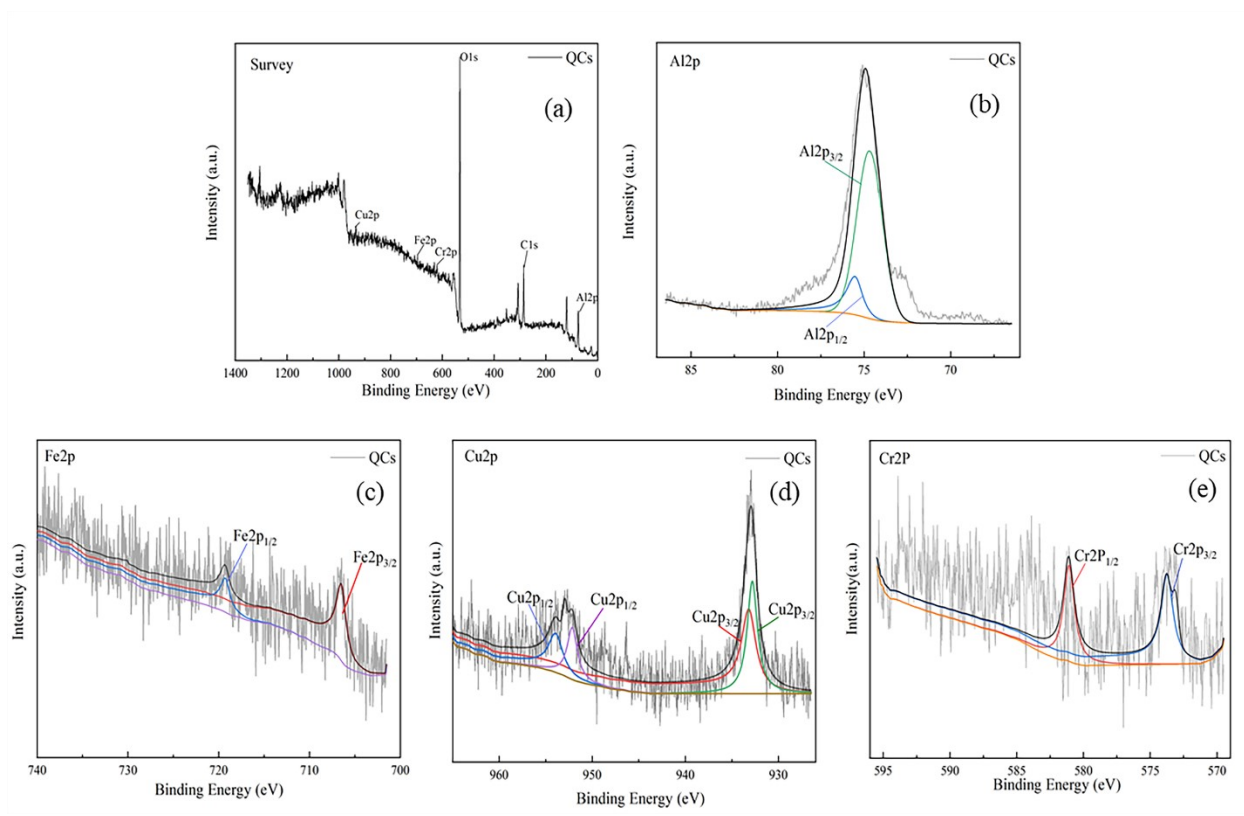 Survey
QCs
(a)
O1s
Cu2p
Fe2p
Cr2p
C1s
Al2p
Intensity (a.u.)
1400 1200 1000 800 600 400 200 0
Binding Energy (eV)
Al2p
QCs
(b)
Al2p3/2
Al2p1/2
Intensity (a.u.)
85 80 75 70
Binding Energy (eV)
Fe2p
QCs
(c)
Fe2p1/2
Fe2p3/2
Intensity (a.u.)
740 730 720 710 700
Binding Energy (eV)
Cu2p
QCs
(d)
Cu2p1/2
Cu2p1/2
Cu2p3/2
Cu2p3/2
Intensity (a.u.)
960 950 940 930
Binding Energy (eV)
Cr2P
QCs
(e)
Cr2P1/2
Cr2p3/2
Intensity(a.u.)
595 590 585 580 575 570
Binding Energy (eV)